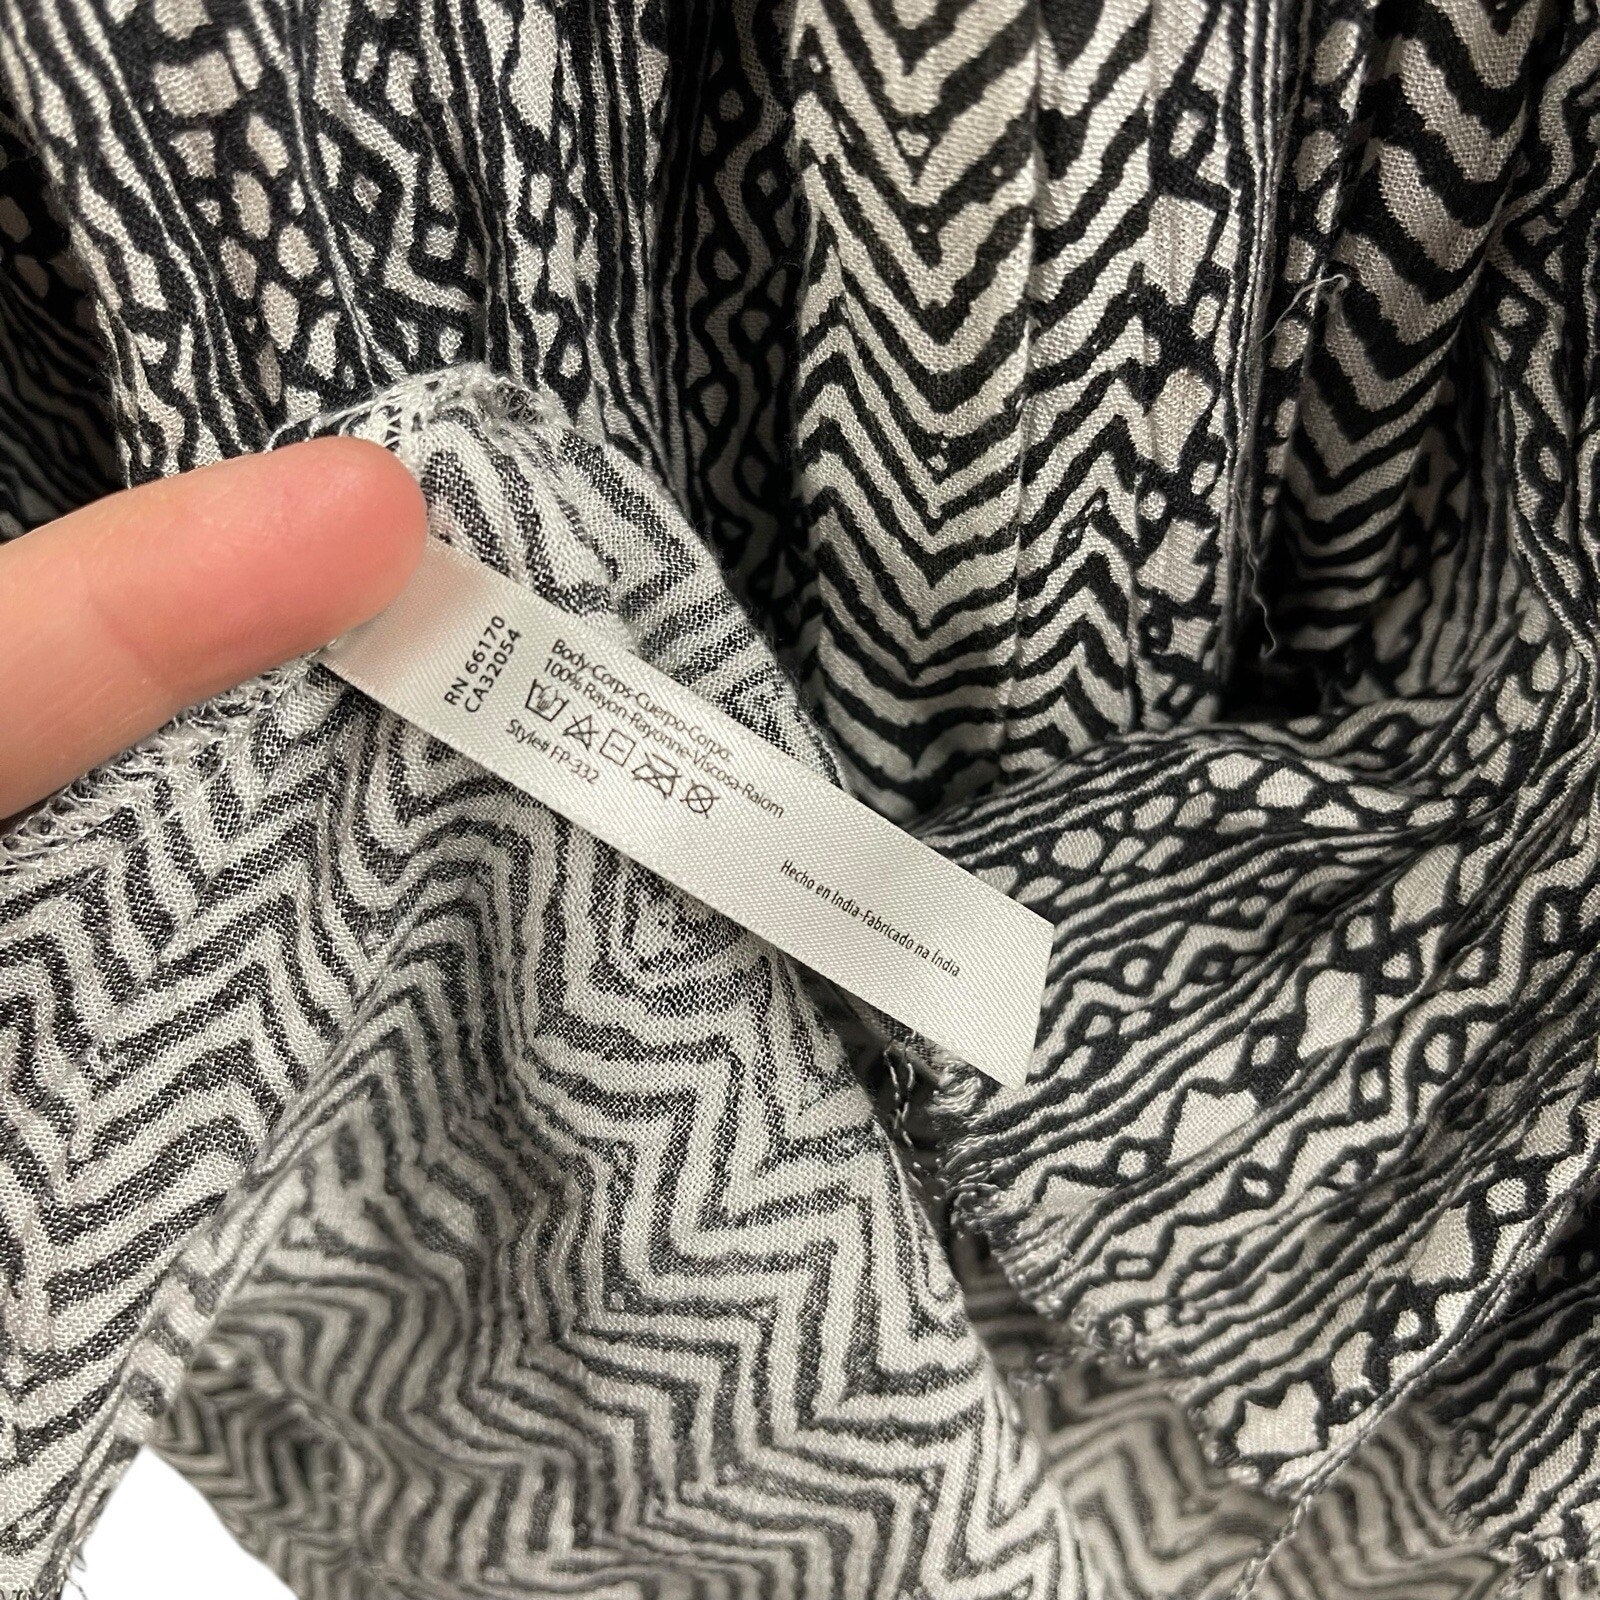 RN 66170
CA32054
Body-Corps-Cuerpo-Corpo.
100% Rayon-Rayonne-Viscosa-Raiom
Style# FP-332
Hecho en India-Fabricado na Índia